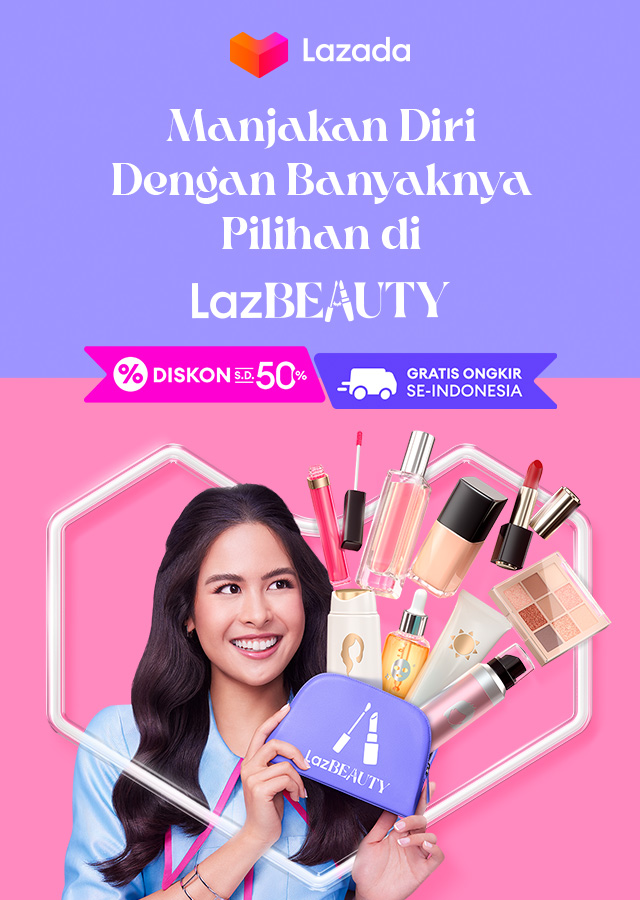 Lazada
Manjakan Diri
Dengan Banyaknya
Pilihan di
LazBEAUTY
% DISKON S.D. 50%
GRATIS ONGKIR
SE-INDONESIA
LazBEAUTY